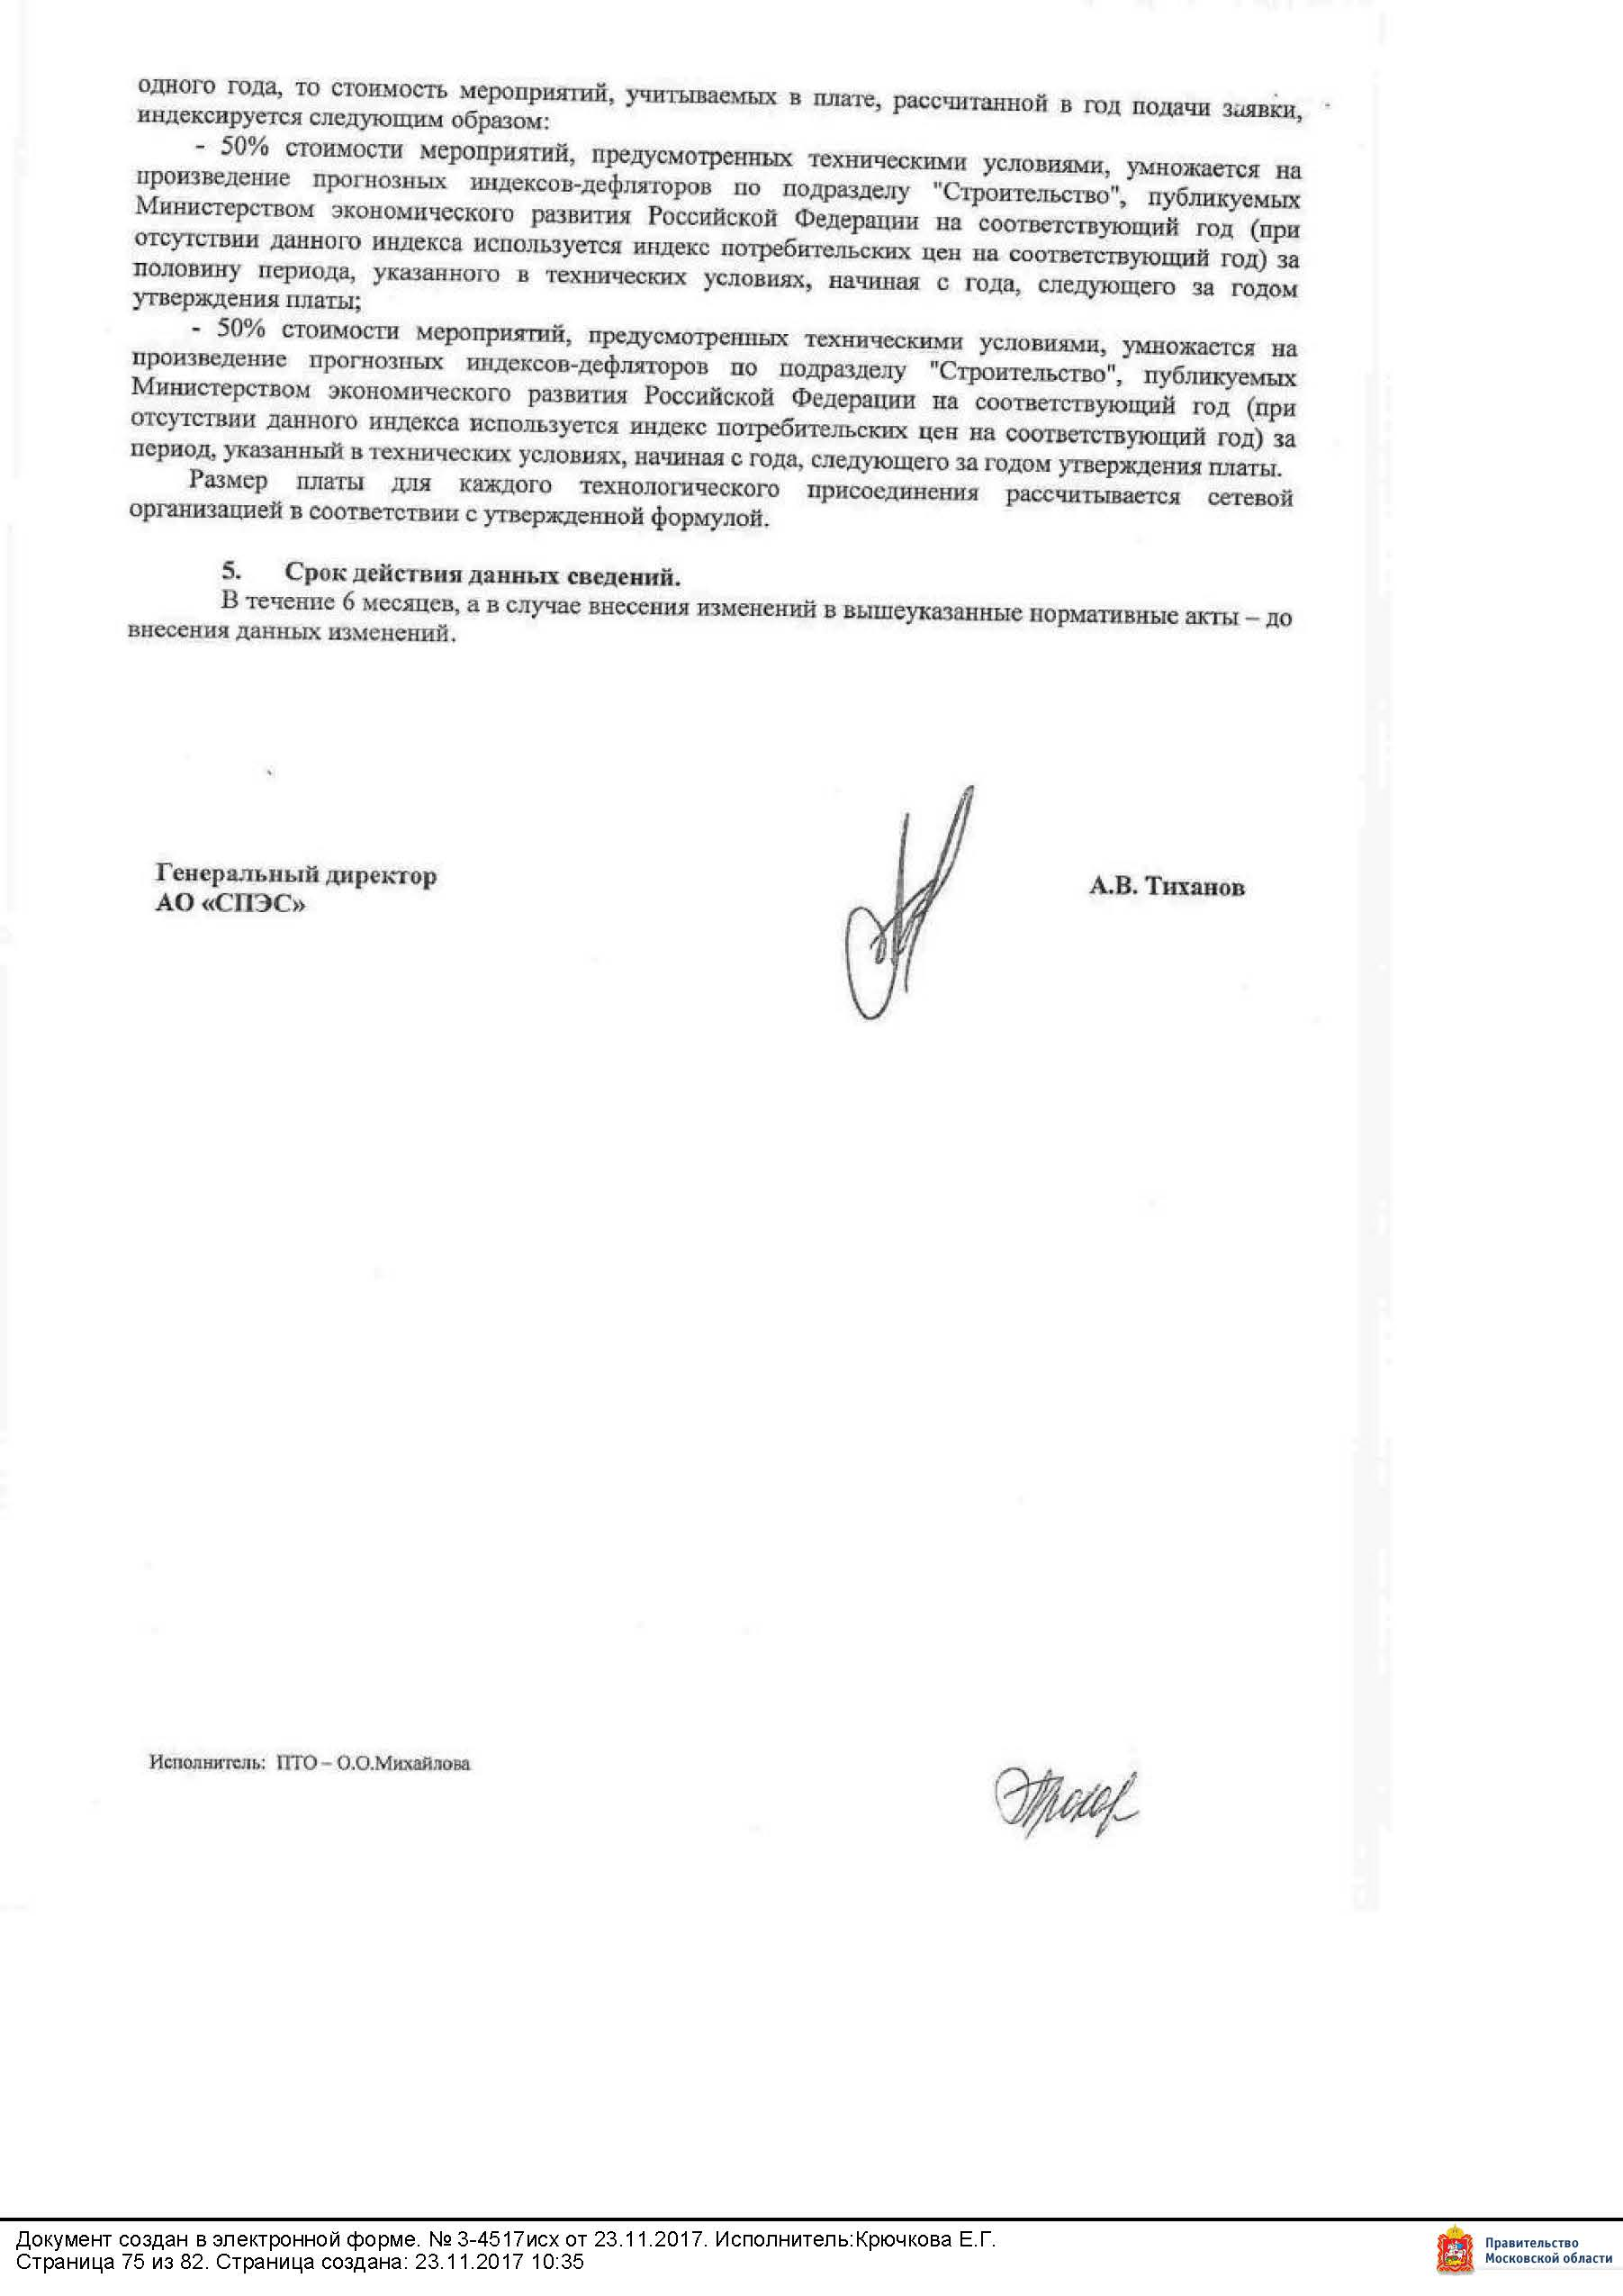 одного года, то стоимость мероприятий, учитываемых в плате, рассчитанной в год подачи заявки,
индексируется следующим образом:
- 50% стоимости мероприятий, предусмотренных техническими условиями, умножается на
произведение прогнозных индексов-дефляторов по подразделу "Строительство", публикуемых
Министерством экономического развития Российской Федерации на соответствующий год (при
отсутствии данного индекса используется индекс потребительских цен на соответствующий год) за
половину периода, указанного в технических условиях, начиная с года, следующего за годом
утверждения платы;
- 50% стоимости мероприятий, предусмотренных техническими условиями, умножается на
произведение прогнозных индексов-дефляторов по подразделу "Строительство", публикуемых
Министерством экономического развития Российской Федерации на соответствующий год (при
отсутствии данного индекса используется индекс потребительских цен на соответствующий год) за
период, указанный в технических условиях, начиная с года, следующего за годом утверждения платы.
Размер платы для каждого технологического присоединения рассчитывается сетевой
организацией в соответствии с утвержденной формулой.
5. Срок действия данных сведений.
В течение 6 месяцев, а в случае внесения изменений в вышеуказанные нормативные акты – до
внесения данных изменений.
Генеральный директор
АО «СПЭС»
А.В. Тиханов
Исполнитель: ПТО – О.О.Михайлова
Документ создан в электронной форме. № 3-4517исх от 23.11.2017. Исполнитель:Крючкова Е.Г.
Страница 75 из 82. Страница создана: 23.11.2017 10:35
Правительство
Московской области